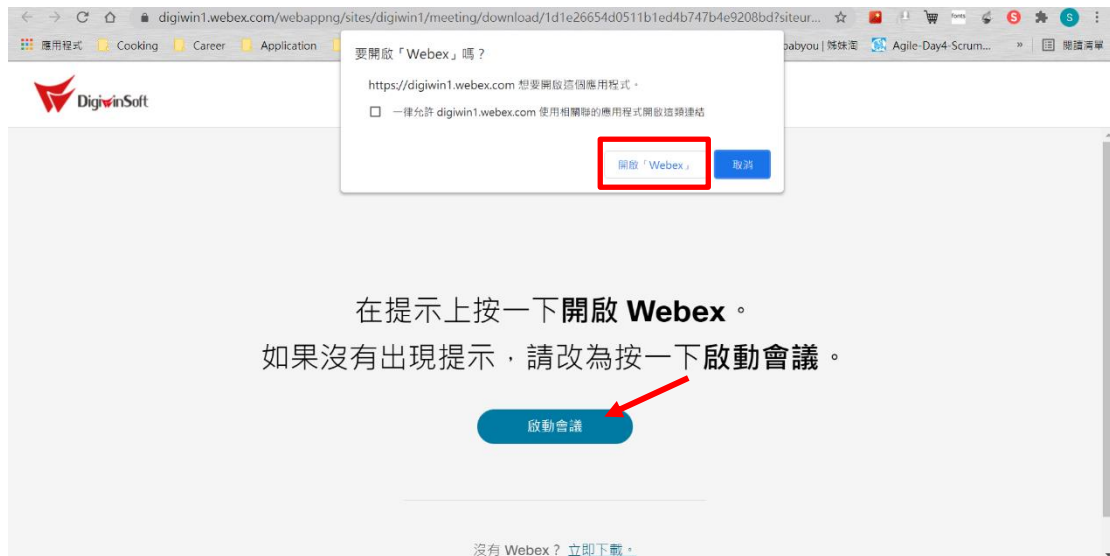 digiwin1.webex.com/webappng/sites/digiwin1/meeting/download/1d1e26654d0511b1ed4b747b4e9208bd?siteur...
應用程式 Cooking Career Application babyou | 姊妹淘 Agile-Day4-Scrum... » 閱讀清單
要開啟「Webex」嗎？
https://digiwin1.webex.com 想要開啟這個應用程式。
一律允許 digiwin1.webex.com 使用相關聯的應用程式開啟這類連結
開啟「Webex」 取消
DigiwinSoft
在提示上按一下開啟 Webex。
如果沒有出現提示，請改為按一下啟動會議。
啟動會議
沒有 Webex？ 立即下載。